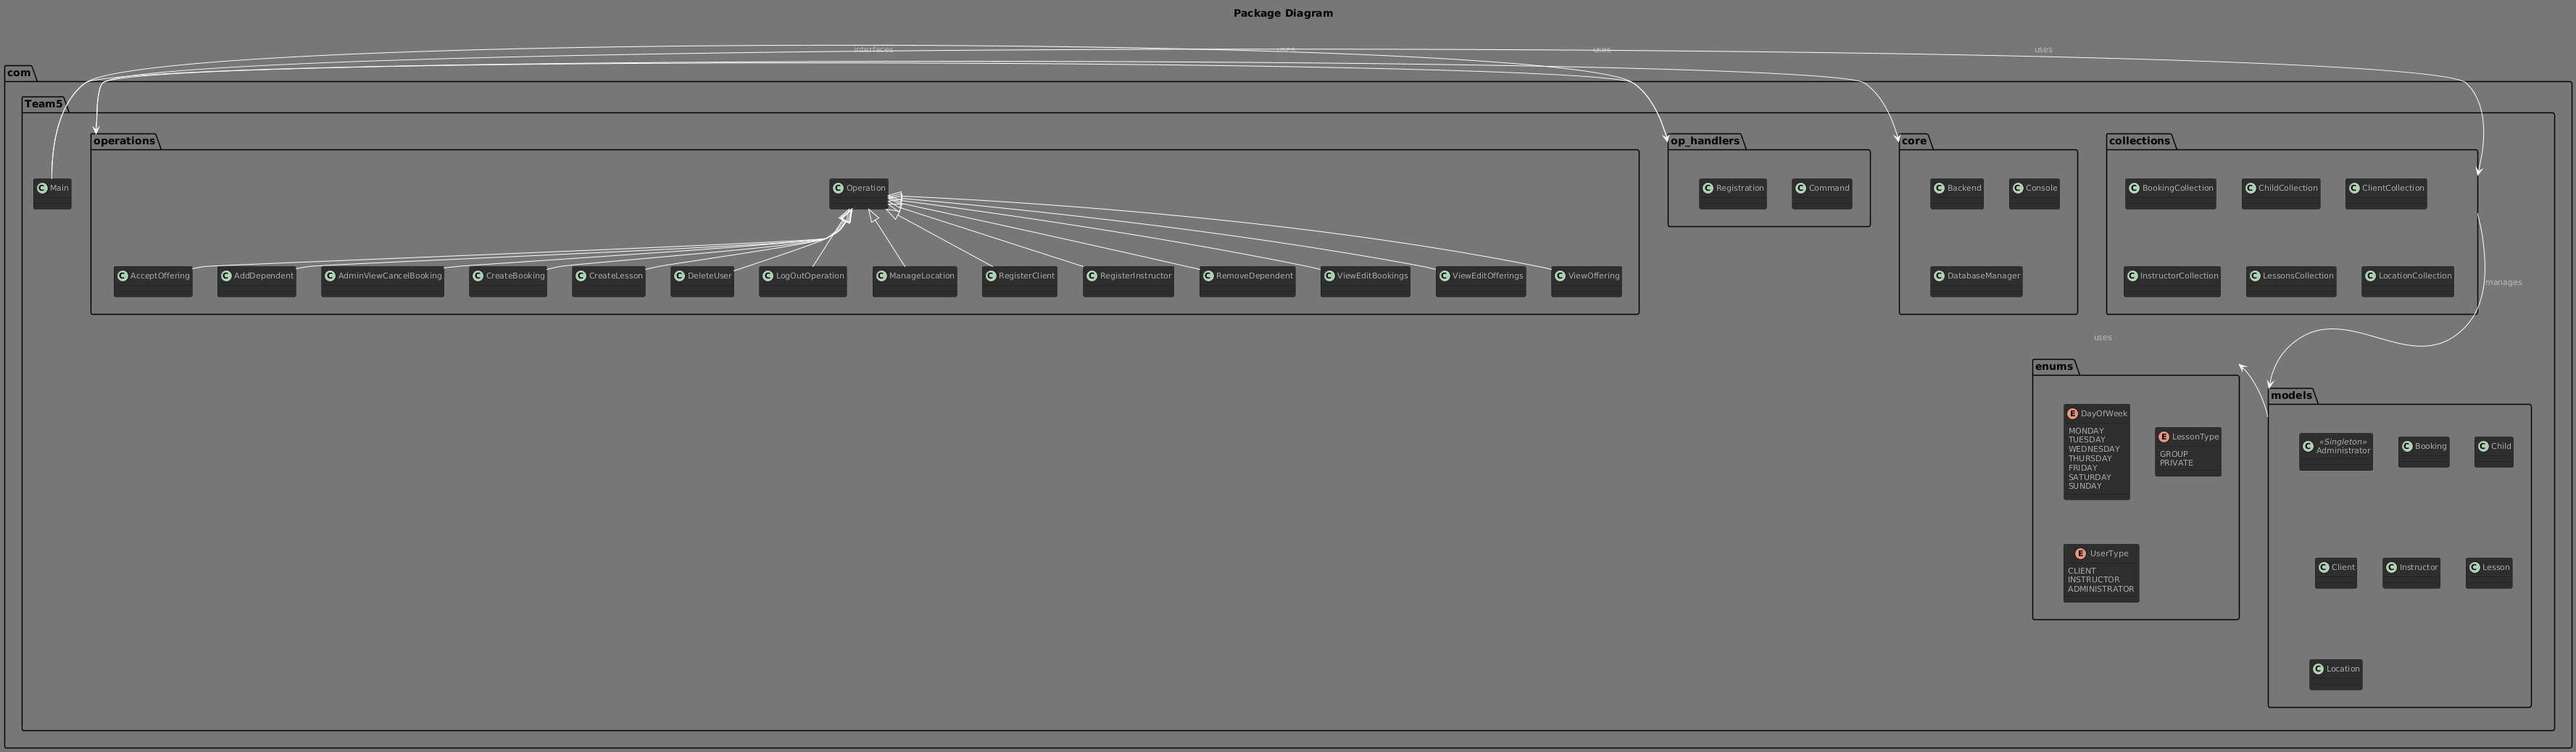 Package Diagram
interfaces
uses
uses
uses
com
Team5
operations
op_handlers
core
collections
C Main
C Operation
C Registration
C Command
C Backend
C Console
C BookingCollection
C ChildCollection
C ClientCollection
C AcceptOffering
C AddDependent
C AdminViewCancelBooking
C CreateBooking
C CreateLesson
C DeleteUser
C LogOutOperation
C ManageLocation
C RegisterClient
C RegisterInstructor
C RemoveDependent
C ViewEditBookings
C ViewEditOfferings
C ViewOffering
C DatabaseManager
C InstructorCollection
C LessonsCollection
C LocationCollection
manages
uses
enums
models
E DayOfWeek
MONDAY
TUESDAY
WEDNESDAY
THURSDAY
FRIDAY
SATURDAY
SUNDAY
E LessonType
GROUP
PRIVATE
E UserType
CLIENT
INSTRUCTOR
ADMINISTRATOR
«Singleton»
C Administrator
C Booking
C Child
C Client
C Instructor
C Lesson
C Location